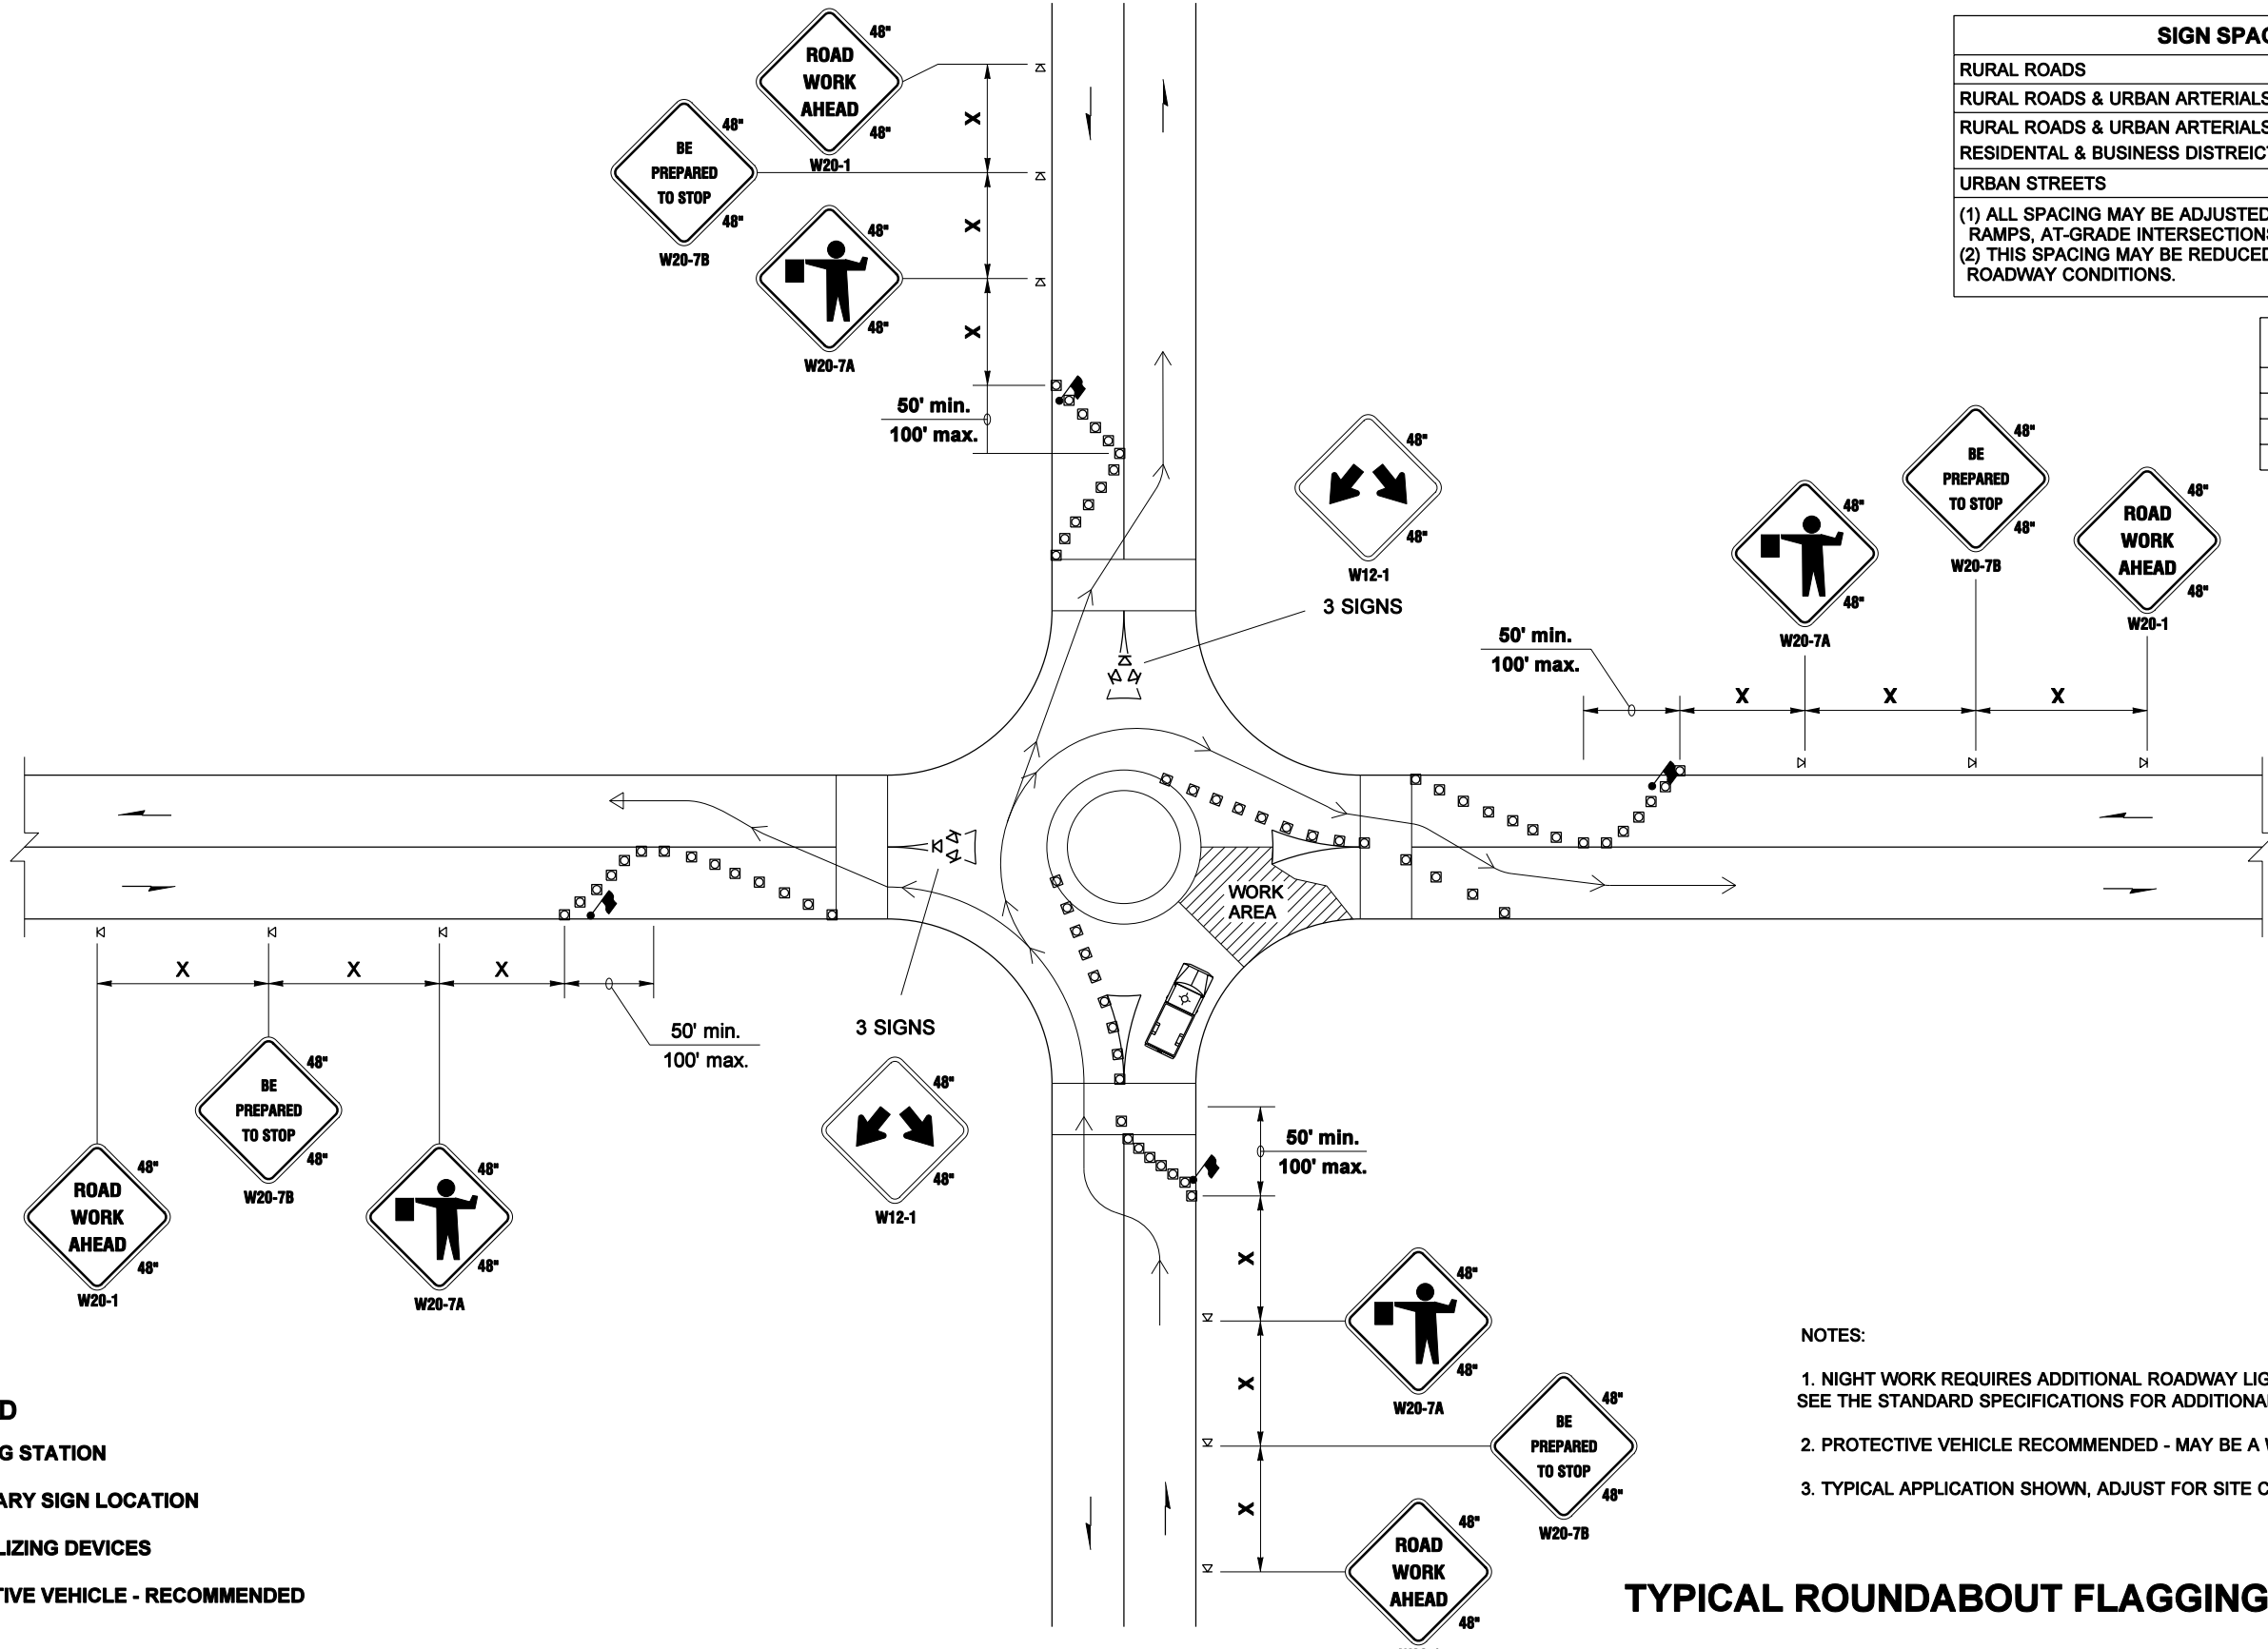 48"
ROAD
WORK
AHEAD
48"
W20-1
48"
BE
PREPARED
TO STOP
48"
W20-7B
48"
48"
W20-7A
X
X
X
50' min.
100' max.
SIGN
RURAL ROADS
RURAL ROADS & URBAN ARTERIALS
RURAL ROADS & URBAN ARTERIALS
RESIDENTAL & BUSINESS
URBAN STREETS
(1) ALL SPACING MAY BE ADJUSTED
RAMPS, AT-GRADE
(2) THIS SPACING MAY BE REDUCED
ROADWAY CONDITIONS.
48"
48"
W12-1
3 SIGNS
48"
48"
W20-7A
48"
BE
PREPARED
TO STOP
48"
W20-7B
48"
ROAD
WORK
AHEAD
48"
W20-1
50' min.
100' max.
X
X
X
WORK
AREA
X
X
X
50' min.
100' max.
3 SIGNS
48"
48"
W12-1
48"
ROAD
WORK
AHEAD
48"
W20-1
48"
BE
PREPARED
TO STOP
48"
W20-7B
48"
48"
W20-7A
50' min.
100' max.
X
X
X
48"
48"
W20-7A
48"
BE
PREPARED
TO STOP
48"
W20-7B
48"
ROAD
WORK
AHEAD
48"
STATION
SIGN LOCATION
DEVICES
VEHICLE - RECOMMENDED
NOTES:
1. NIGHT WORK REQUIRES ADDITIONAL ROADWAY
SEE THE STANDARD SPECIFICATIONS FOR ADDITIONAL
2. PROTECTIVE VEHICLE RECOMMENDED - MAY BE A
3. TYPICAL APPLICATION SHOWN, ADJUST FOR SITE
TYPICAL ROUNDABOUT FLAGGING